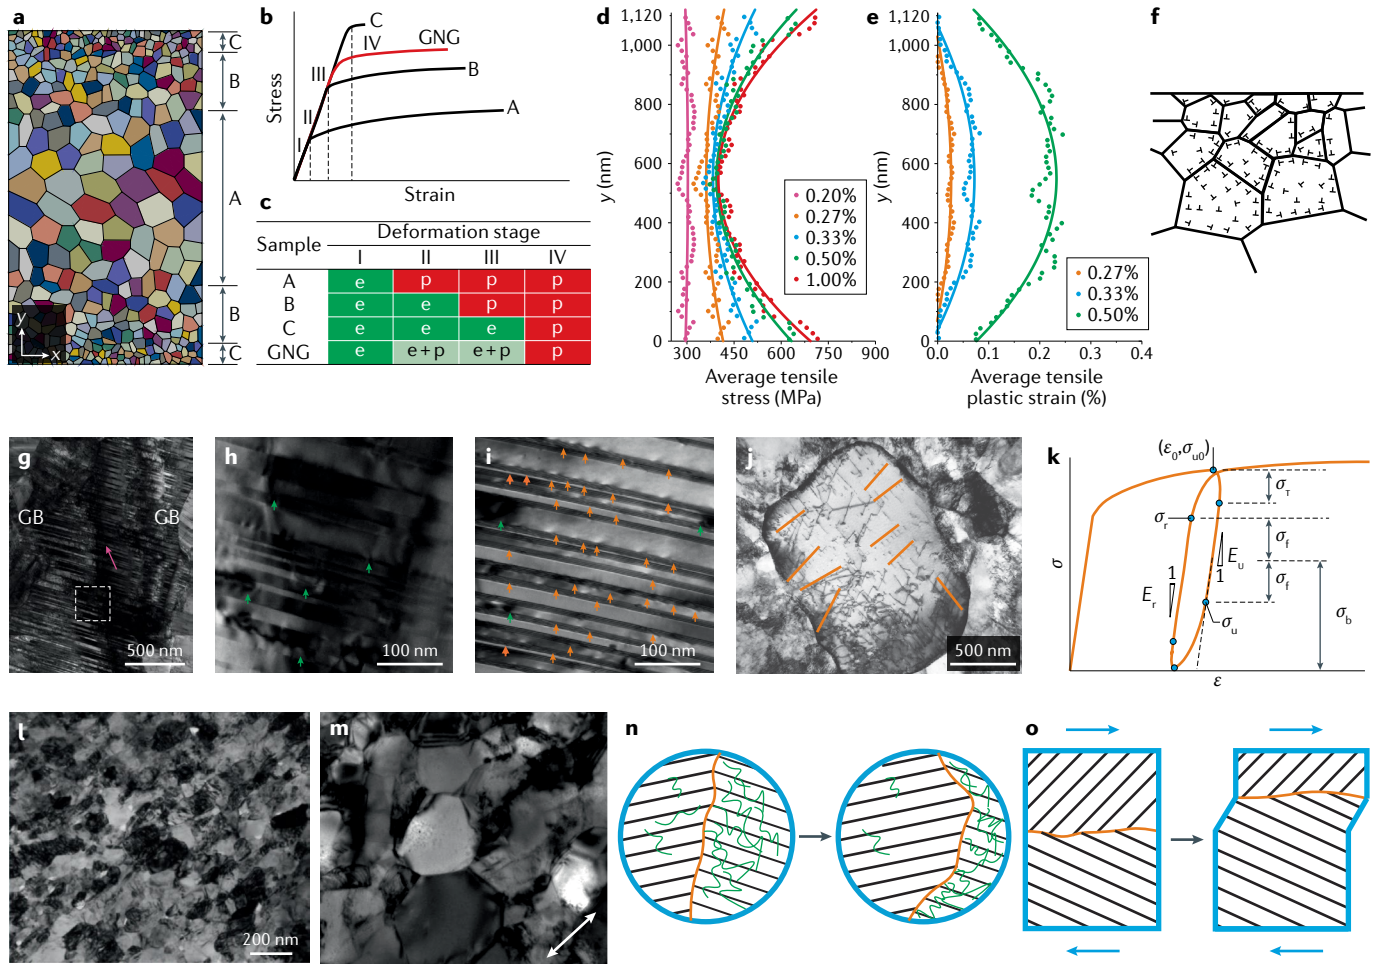 a
C
B
A
B
C
y
x
b
C
IV
GNG
III
B
II
A
I
Stress
Strain
c
Sample
Deformation stage
I II III IV
A e p p p
B e e p p
C e e e p
GNG e e + p e + p p
d
1,120
1,000
800
600
400
200
0
y (nm)
300 450 600 750 900
Average tensile
stress (MPa)
0.20%
0.27%
0.33%
0.50%
1.00%
e
1,120
1,000
800
600
400
200
0
y (nm)
0.0 0.1 0.2 0.3 0.4
Average tensile
plastic strain (%)
0.27%
0.33%
0.50%
f
g
GB GB
500 nm
h
100 nm
i
100 nm
j
500 nm
k
(ε0,σu0)
στ
σr
σf
Eu
1
σf
1
Er
σu
σb
σ
ε
l
200 nm
m
n
o